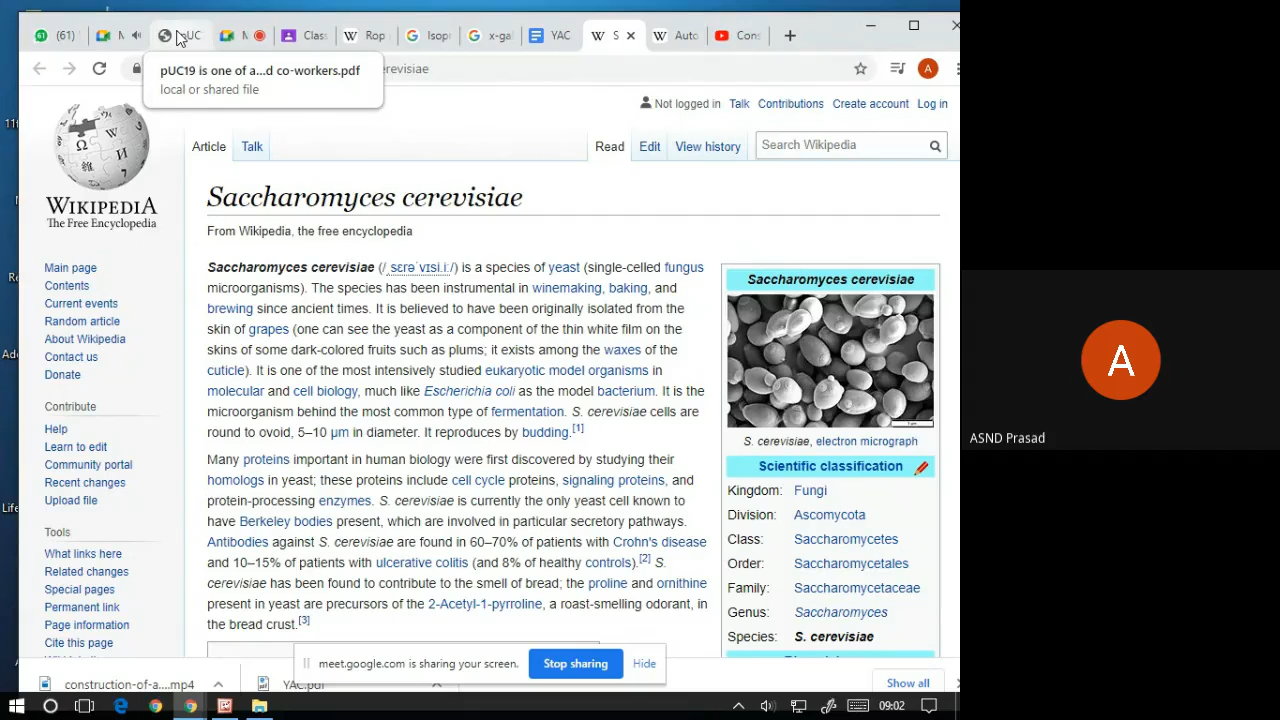 (61)
M
pUC
M
Clas
Rop
Isop
x-gal
YAC
S
Auto
Cons
pUC19 is one of a...d co-workers.pdf
local or shared file
erevisiae
A
Not logged in Talk Contributions Create account Log in
Article Talk Read Edit View history Search Wikipedia
WIKIPEDIA
The Free Encyclopedia
Saccharomyces cerevisiae
From Wikipedia, the free encyclopedia
Main page
Contents
Current events
Random article
About Wikipedia
Contact us
Donate
Contribute
Help
Learn to edit
Community portal
Recent changes
Upload file
Tools
What links here
Related changes
Special pages
Permanent link
Page information
Cite this page
Saccharomyces cerevisiae (/ˌsɛrəˈvɪsi.iː/) is a species of yeast (single-celled fungus
microorganisms). The species has been instrumental in winemaking, baking, and
brewing since ancient times. It is believed to have been originally isolated from the
skin of grapes (one can see the yeast as a component of the thin white film on the
skins of some dark-colored fruits such as plums; it exists among the waxes of the
cuticle). It is one of the most intensively studied eukaryotic model organisms in
molecular and cell biology, much like Escherichia coli as the model bacterium. It is the
microorganism behind the most common type of fermentation. S. cerevisiae cells are
round to ovoid, 5–10 μm in diameter. It reproduces by budding.[1]
Many proteins important in human biology were first discovered by studying their
homologs in yeast; these proteins include cell cycle proteins, signaling proteins, and
protein-processing enzymes. S. cerevisiae is currently the only yeast cell known to
have Berkeley bodies present, which are involved in particular secretory pathways.
Antibodies against S. cerevisiae are found in 60–70% of patients with Crohn's disease
and 10–15% of patients with ulcerative colitis (and 8% of healthy controls).[2] S.
cerevisiae has been found to contribute to the smell of bread; the proline and ornithine
present in yeast are precursors of the 2-Acetyl-1-pyrroline, a roast-smelling odorant, in
the bread crust.[3]
Saccharomyces cerevisiae
S. cerevisiae, electron micrograph
Scientific classification
Kingdom: Fungi
Division: Ascomycota
Class: Saccharomycetes
Order: Saccharomycetales
Family: Saccharomycetaceae
Genus: Saccharomyces
Species: S. cerevisiae
meet.google.com is sharing your screen. Stop sharing Hide
construction-of-a....mp4
YAC.pdf
Show all
09:02
A
ASND Prasad